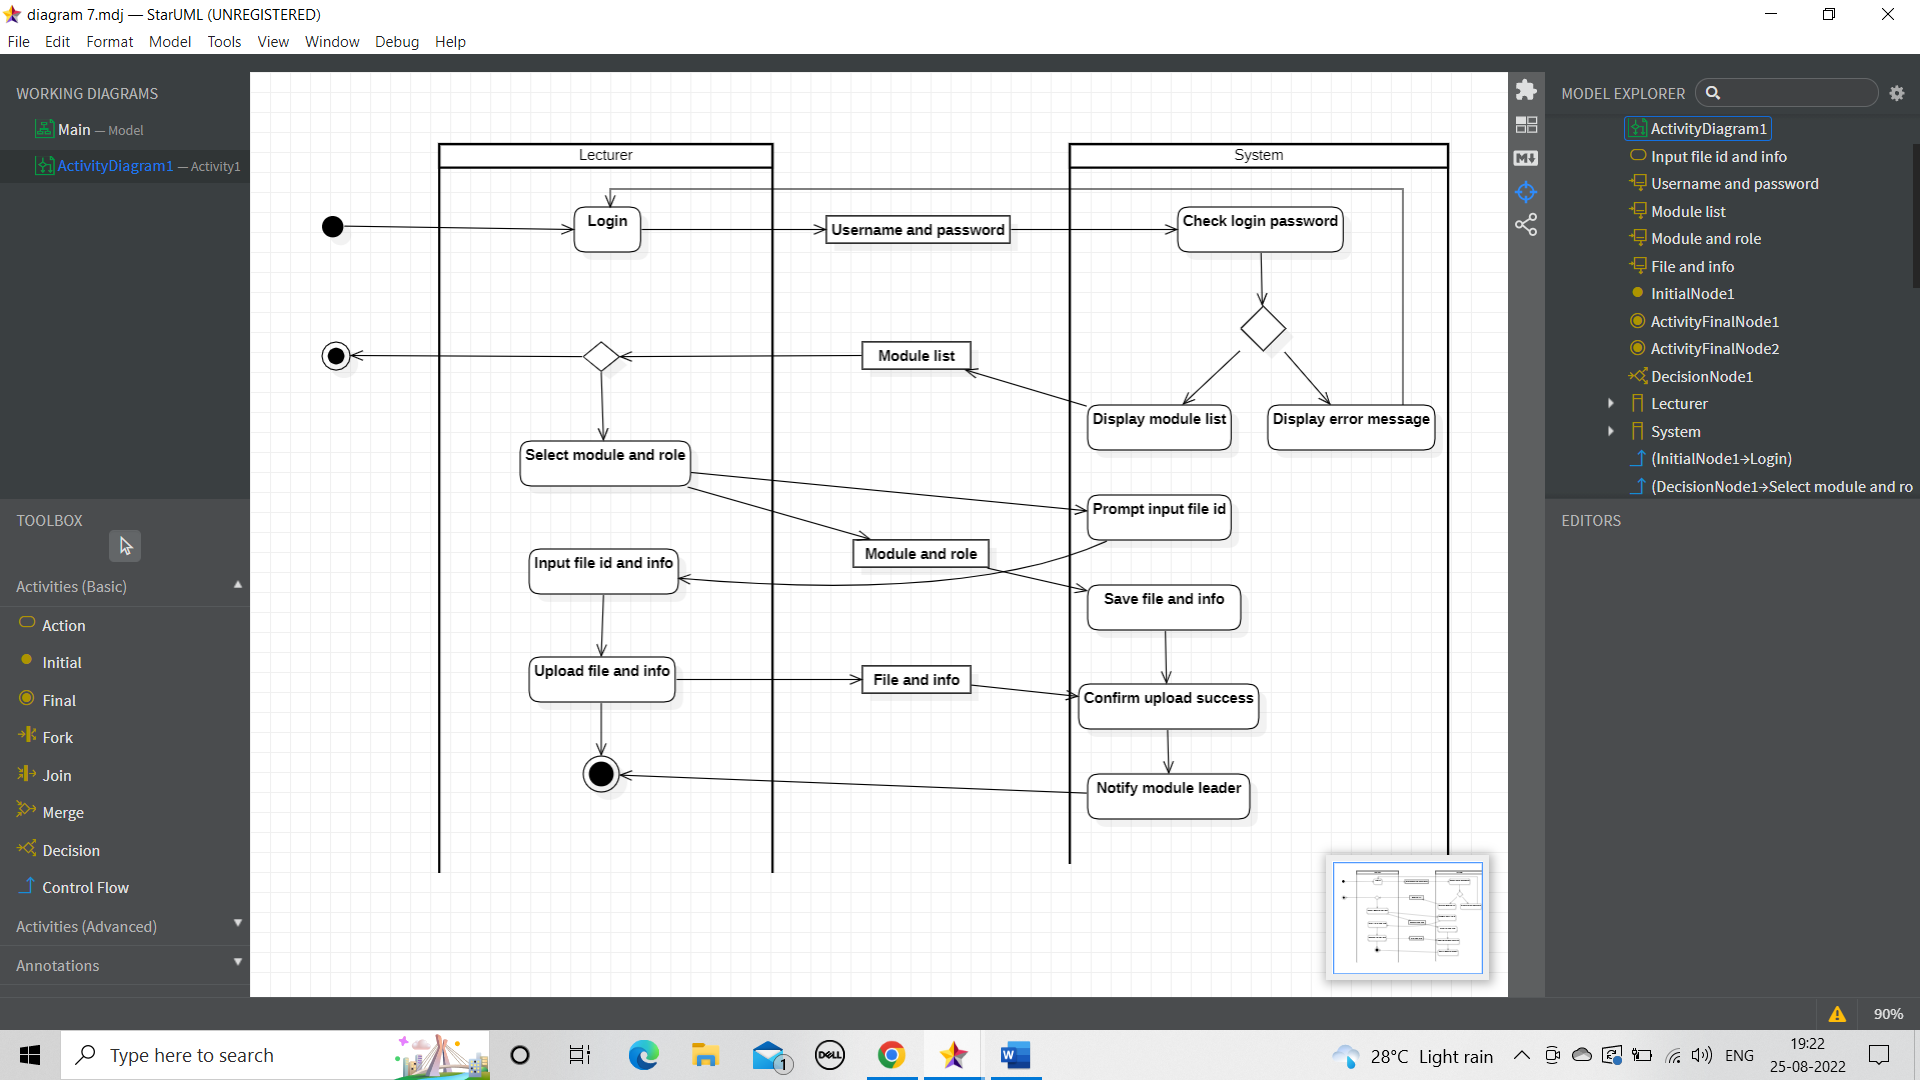 diagram 7.mdj — StarUML (UNREGISTERED)
File Edit Format Model Tools View Window Debug Help
WORKING DIAGRAMS
Main — Model
ActivityDiagram1 — Activity1
TOOLBOX
Activities (Basic)
Action
Initial
Final
Fork
Join
Merge
Decision
Control Flow
Activities (Advanced)
Annotations
Lecturer
System
Login
Username and password
Check login password
Module list
Display module list
Display error message
Select module and role
Prompt input file id
Module and role
Input file id and info
Save file and info
Upload file and info
File and info
Confirm upload success
Notify module leader
MODEL EXPLORER
ActivityDiagram1
Input file id and info
Username and password
Module list
Module and role
File and info
InitialNode1
ActivityFinalNode1
ActivityFinalNode2
DecisionNode1
Lecturer
System
(InitialNode1→Login)
(DecisionNode1→Select module and ro
EDITORS
90%
Type here to search
1
DELL
W
28°C Light rain
ENG
19:22
25-08-2022